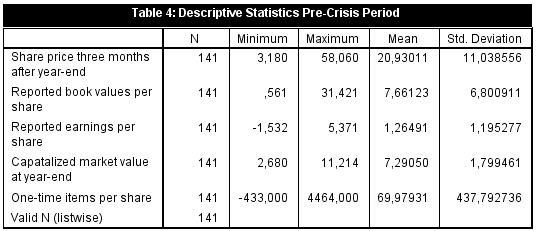 Table 4: Descriptive Statistics Pre-Crisis Period
N Minimum Maximum Mean Std. Deviation
Share price three months after year-end 141 3,180 58,060 20,93011 11,038556
Reported book values per share 141 ,561 31,421 7,66123 6,800911
Reported earnings per share 141 -1,532 5,371 1,26491 1,195277
Capatalized market value at year-end 141 2,680 11,214 7,29050 1,799461
One-time items per share 141 -433,000 4464,000 69,97931 437,792736
Valid N (listwise) 141